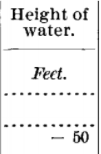 Height of
water.
Feet.
..............
..............
— 50